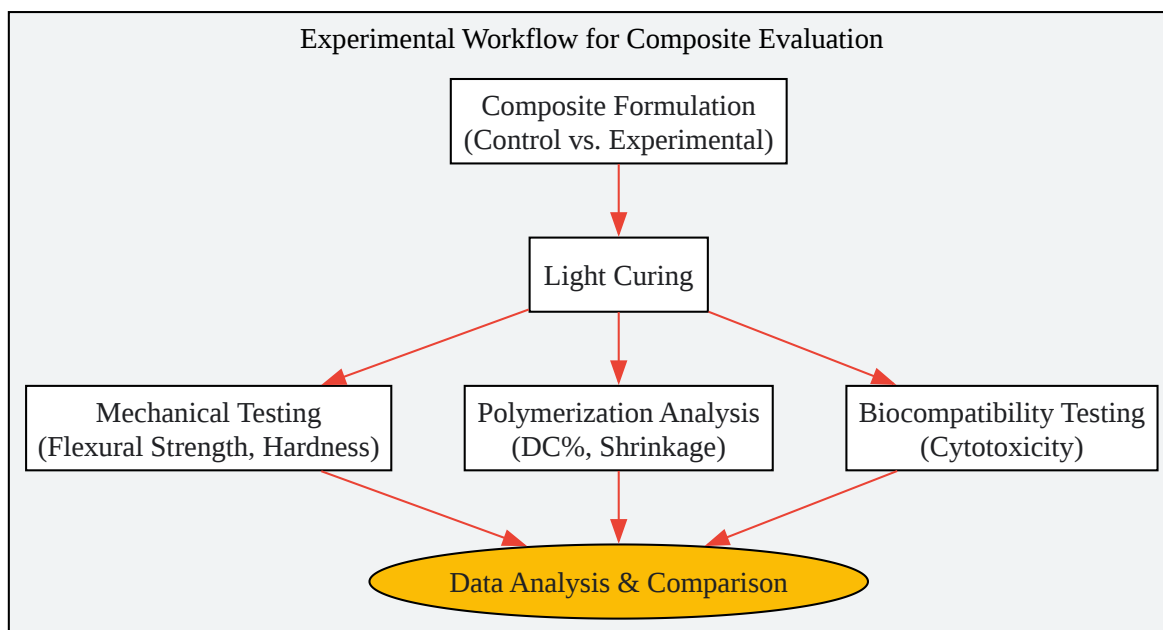 Experimental Workflow for Composite Evaluation
Composite Formulation
(Control vs. Experimental)
Light Curing
Mechanical Testing
(Flexural Strength, Hardness)
Polymerization Analysis
(DC%, Shrinkage)
Biocompatibility Testing
(Cytotoxicity)
Data Analysis & Comparison